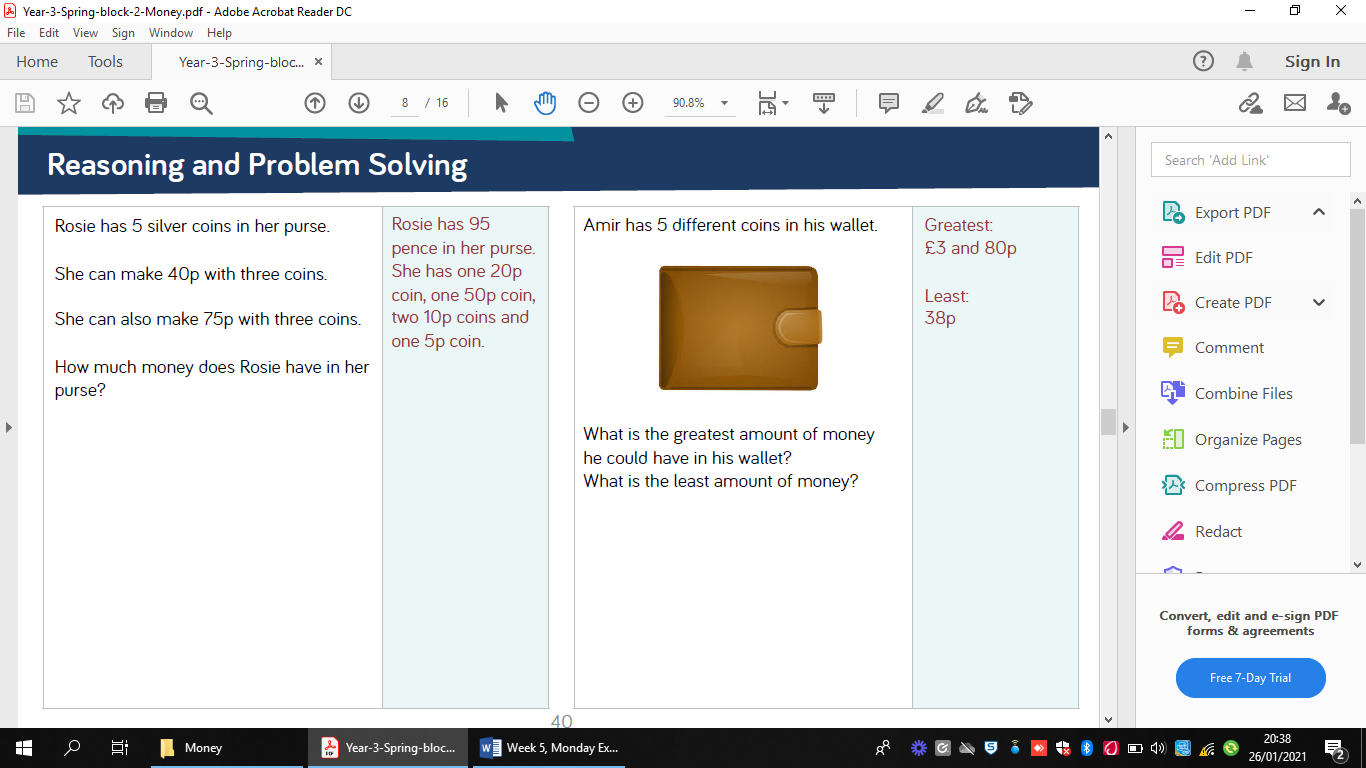 Year-3-Spring-block-2-Money.pdf - Adobe Acrobat Reader DC
File Edit View Sign Window Help
Home Tools Year-3-Spring-bloc... × Sign In
8 / 16 90.8%
Reasoning and Problem Solving
Rosie has 5 silver coins in her purse.
She can make 40p with three coins.
She can also make 75p with three coins.
How much money does Rosie have in her
purse?
Rosie has 95
pence in her purse.
She has one 20p
coin, one 50p coin,
two 10p coins and
one 5p coin.
Amir has 5 different coins in his wallet.
What is the greatest amount of money
he could have in his wallet?
What is the least amount of money?
Greatest:
£3 and 80p
Least:
38p
40
Search 'Add Link'
Export PDF
Edit PDF
Create PDF
Comment
Combine Files
Organize Pages
Compress PDF
Redact
Convert, edit and e-sign PDF
forms & agreements
Free 7-Day Trial
Money
Year-3-Spring-bloc...
Week 5, Monday Ex...
20:38
26/01/2021
2